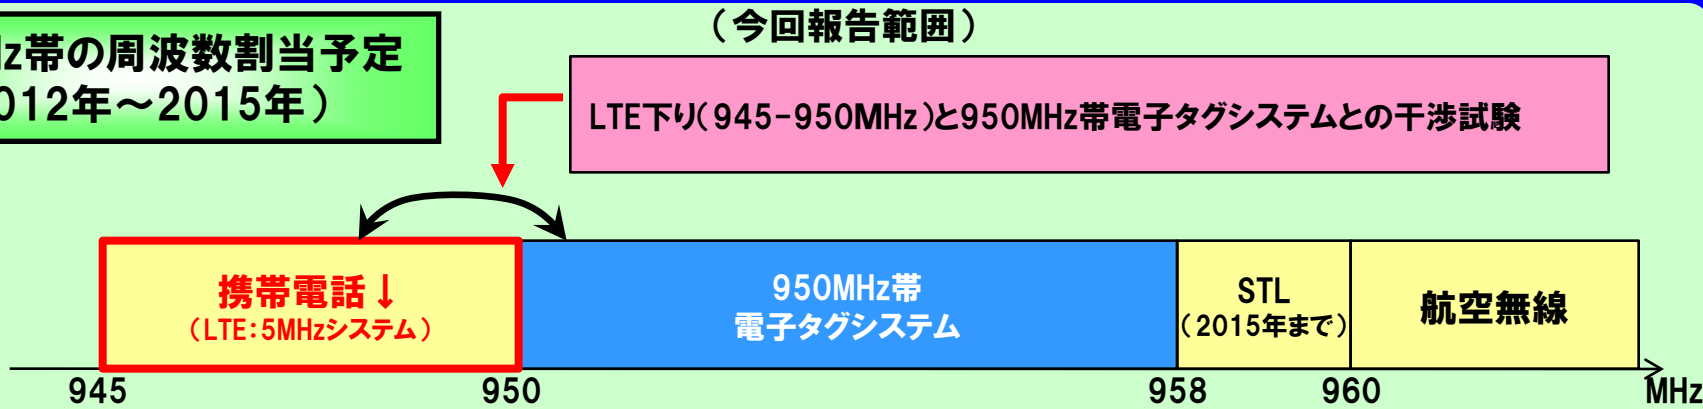 （今回報告範囲）
z帯の周波数割当予定
012年～2015年）
LTE下り（945-950MHz）と950MHz帯電子タグシステムとの干渉試験
携帯電話↓
（LTE：5MHzシステム）
950MHz帯
電子タグシステム
STL
（2015年まで）
航空無線
945 950 958 960 MHz